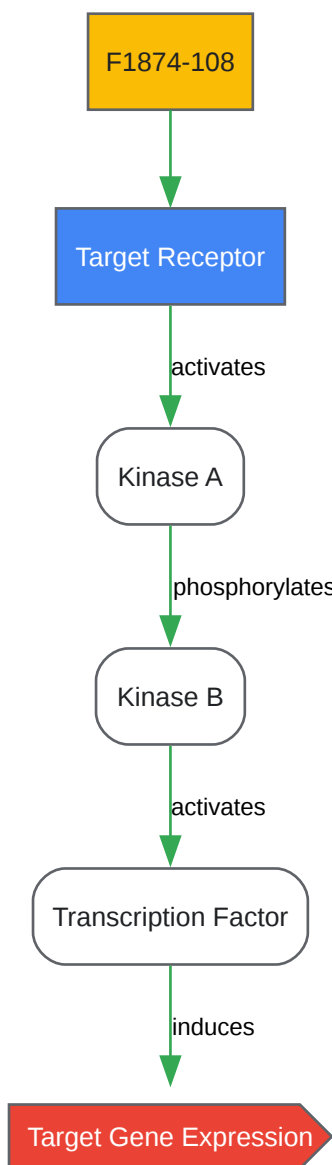 F1874-108
Target Receptor
activates
Kinase A
phosphorylates
Kinase B
activates
Transcription Factor
induces
Target Gene Expression